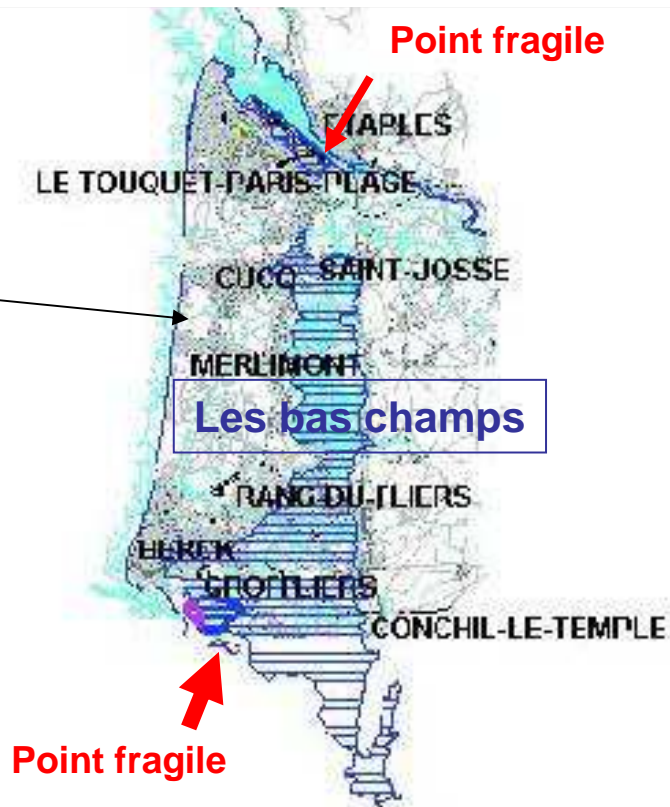 Point fragile
ETAPLES
LE TOUQUET-PARIS-PLAGE
CUCQ
SAINT-JOSSE
MERLIMONT
Les bas champs
RANG-DU-FLIERS
BERCK
GROFFLIERS
CONCHIL-LE-TEMPLE
Point fragile